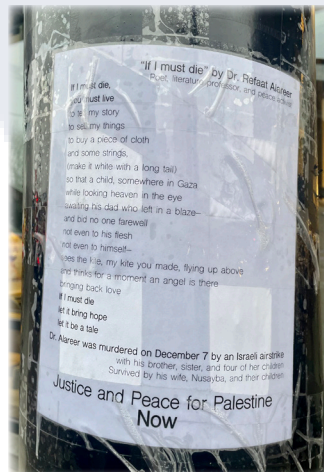 "If I must die" by Dr. Refaat Alareer
Poet, literature professor, and peace activist
If I must die,
you must live
to tell my story
to sell my things
to buy a piece of cloth
and some strings,
(make it white with a long tail)
so that a child, somewhere in Gaza
while looking heaven in the eye
awaiting his dad who left in a blaze–
and bid no one farewell
not even to his flesh
not even to himself–
sees the kite, my kite you made, flying up above
and thinks for a moment an angel is there
bringing back love
If I must die
let it bring hope
let it be a tale
Dr. Alareer was murdered on December 7 by an Israeli airstrike
with his brother, sister, and four of her children
Survived by his wife, Nusayba, and their children
Justice and Peace for Palestine
Now